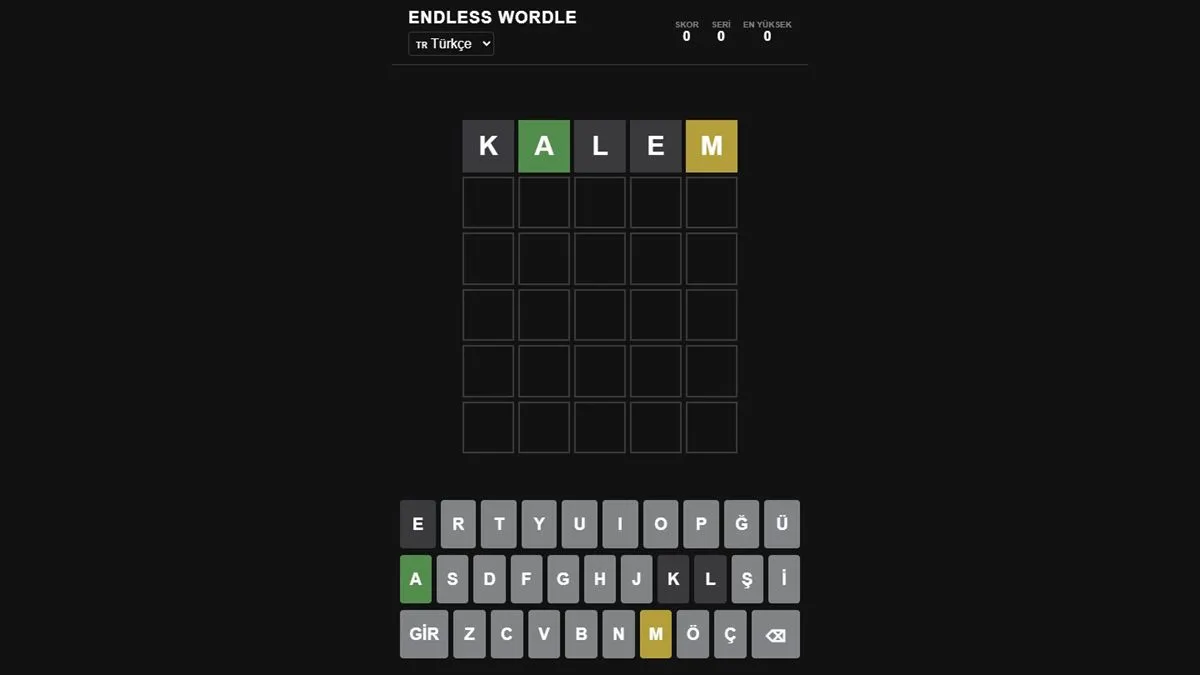 ENDLESS WORDLE
TR Türkçe
SKOR SERİ EN YÜKSEK
0 0 0
K A L E M
E R T Y U I O P Ğ Ü
A S D F G H J K L Ş İ
GİR Z C V B N M Ö Ç